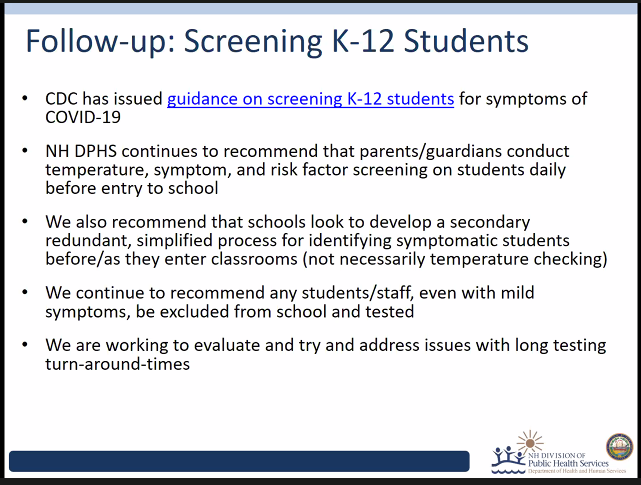 Follow-up: Screening K-12 Students
• CDC has issued guidance on screening K-12 students for symptoms of
COVID-19
• NH DPHS continues to recommend that parents/guardians conduct
temperature, symptom, and risk factor screening on students daily
before entry to school
• We also recommend that schools look to develop a secondary
redundant, simplified process for identifying symptomatic students
before/as they enter classrooms (not necessarily temperature checking)
• We continue to recommend any students/staff, even with mild
symptoms, be excluded from school and tested
• We are working to evaluate and try and address issues with long testing
turn-around-times
NH DIVISION OF
Public Health Services
Department of Health and Human Services